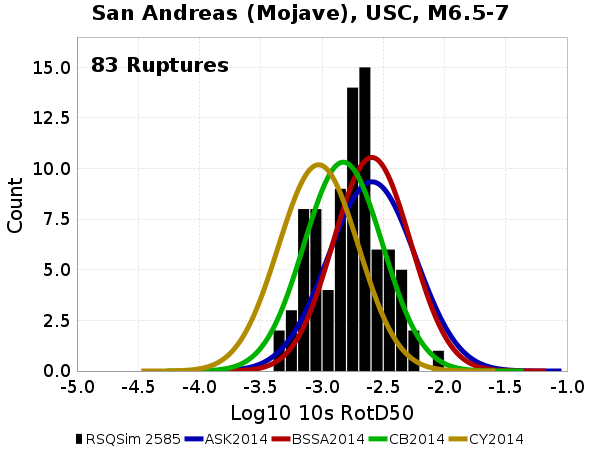 San Andreas (Mojave), USC, M6.5-7
83 Ruptures
15.0
12.5
10.0
7.5
5.0
2.5
0.0
Count
-5.0 -4.5 -4.0 -3.5 -3.0 -2.5 -2.0 -1.5 -1.0
Log10 10s RotD50
RSQSim 2585 ASK2014 BSSA2014 CB2014 CY2014